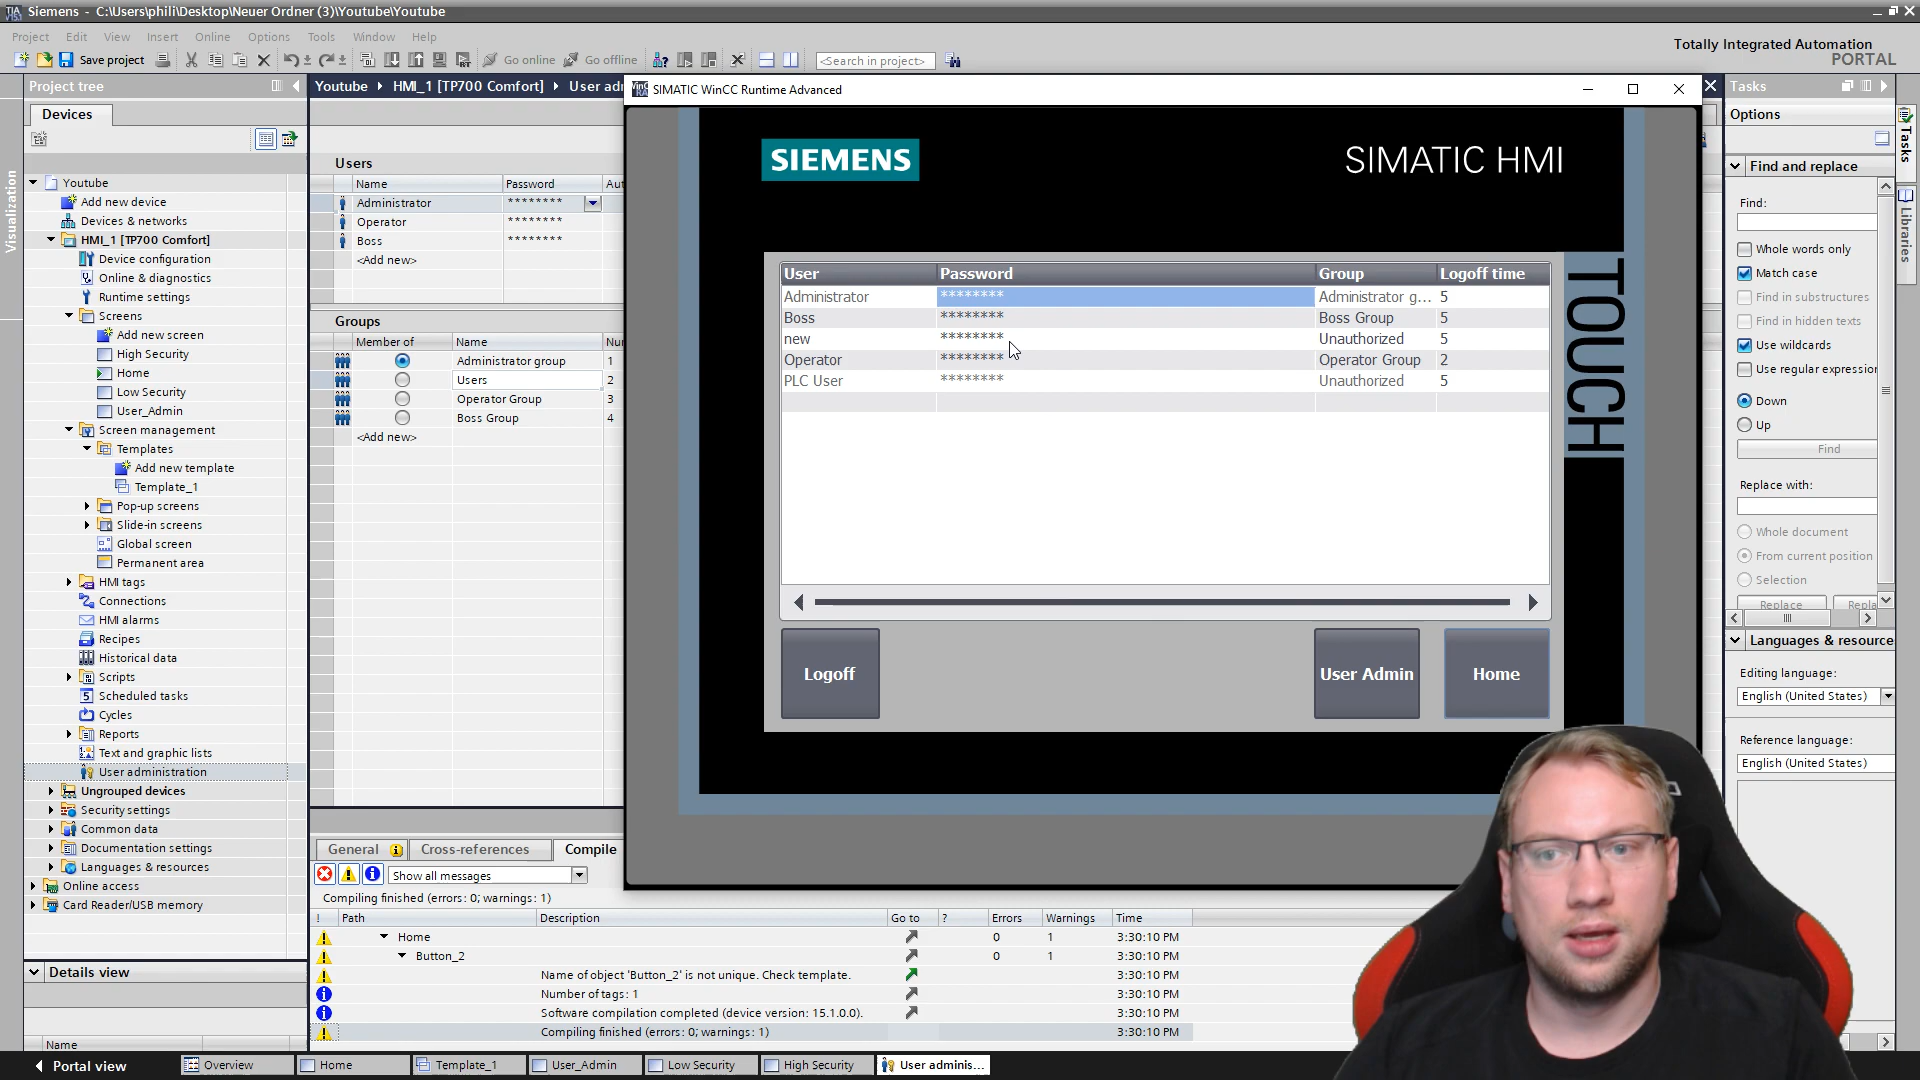 Siemens - C:\Users\phili\Desktop\Neuer Ordner (3)\Youtube\Youtube
Project Edit View Insert Online Options Tools Window Help
Totally Integrated Automation
PORTAL
Save project
Go online
Go offline
<Search in project>
Project tree
Youtube HMI_1 [TP700 Comfort] User adm
SIMATIC WinCC Runtime Advanced
Tasks
Devices
Options
Visualization
Tasks
Libraries
Youtube
Add new device
Devices & networks
HMI_1 [TP700 Comfort]
Device configuration
Online & diagnostics
Runtime settings
Screens
Add new screen
High Security
Home
Low Security
User_Admin
Screen management
Templates
Add new template
Template_1
Pop-up screens
Slide-in screens
Global screen
Permanent area
HMI tags
Connections
HMI alarms
Recipes
Historical data
Scripts
Scheduled tasks
Cycles
Reports
Text and graphic lists
User administration
Ungrouped devices
Security settings
Common data
Documentation settings
Languages & resources
Online access
Card Reader/USB memory
Details view
Name
Users
Name Password Aut
Administrator ********
Operator ********
Boss ********
<Add new>
Groups
Member of Name Nu
Administrator group 1
Users 2
Operator Group 3
Boss Group 4
<Add new>
SIEMENS
SIMATIC HMI
TOUCH
User Password Group Logoff time
Administrator ******** Administrator g... 5
Boss ******** Boss Group 5
new ******** Unauthorized 5
Operator ******** Operator Group 2
PLC User ******** Unauthorized 5
Logoff
User Admin
Home
Find and replace
Find:
Whole words only
Match case
Find in substructures
Find in hidden texts
Use wildcards
Use regular expression
Down
Up
Find
Replace with:
Whole document
From current position
Selection
Replace Repla
Languages & resource
Editing language:
English (United States)
Reference language:
English (United States)
General
Cross-references
Compile
Show all messages
Compiling finished (errors: 0; warnings: 1)
! Path Description Go to ? Errors Warnings Time
Home 0 1 3:30:10 PM
Button_2 0 1 3:30:10 PM
Name of object 'Button_2' is not unique. Check template. 3:30:10 PM
Number of tags: 1 3:30:10 PM
Software compilation completed (device version: 15.1.0.0). 3:30:10 PM
Compiling finished (errors: 0; warnings: 1) 3:30:10 PM
Portal view
Overview
Home
Template_1
User_Admin
Low Security
High Security
User adminis...